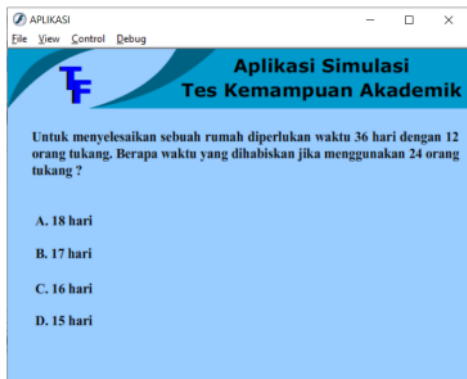 APLIKASI
File View Control Debug
TF
Aplikasi Simulasi
Tes Kemampuan Akademik
Untuk menyelesaikan sebuah rumah diperlukan waktu 36 hari dengan 12
orang tukang. Berapa waktu yang dihabiskan jika menggunakan 24 orang
tukang ?
A. 18 hari
B. 17 hari
C. 16 hari
D. 15 hari